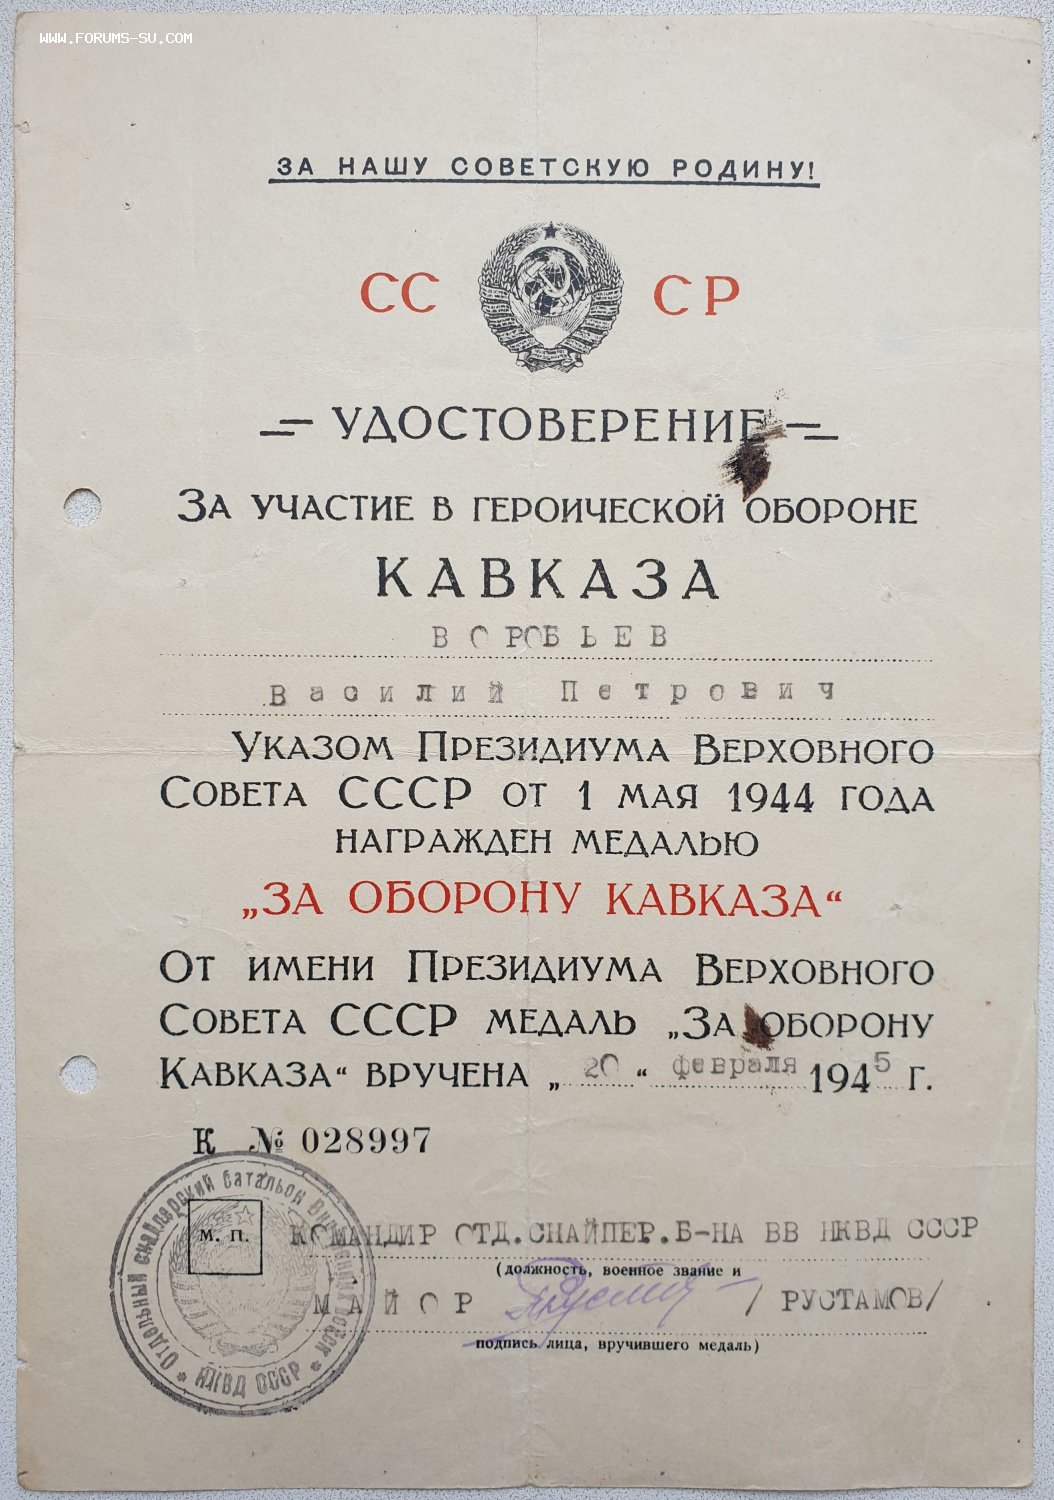 WWW.FORUMS-SU.COM
ЗА НАШУ СОВЕТСКУЮ РОДИНУ!
СС СР
УДОСТОВЕРЕНИЕ
ЗА УЧАСТИЕ В ГЕРОИЧЕСКОЙ ОБОРОНЕ
КАВКАЗА
ВОРОБЬЕВ
Василий Петрович
УКАЗОМ ПРЕЗИДИУМА ВЕРХОВНОГО
СОВЕТА СССР ОТ 1 МАЯ 1944 ГОДА
НАГРАЖДЕН МЕДАЛЬЮ
„ЗА ОБОРОНУ КАВКАЗА“
ОТ ИМЕНИ ПРЕЗИДИУМА ВЕРХОВНОГО
СОВЕТА СССР МЕДАЛЬ „ЗА ОБОРОНУ
КАВКАЗА“ ВРУЧЕНА „20“ февраля 1945 Г.
К № 028997
М. П.
КОМАНДИР ОТД.СНАЙПЕР.Б-НА ВВ НКВД СССР
(должность, военное звание и
МАЙОР /РУСТАМОВ/
подпись лица, вручившего медаль)
* Отдельный снайперский батальон Внутренних Войск *
НКВД СССР